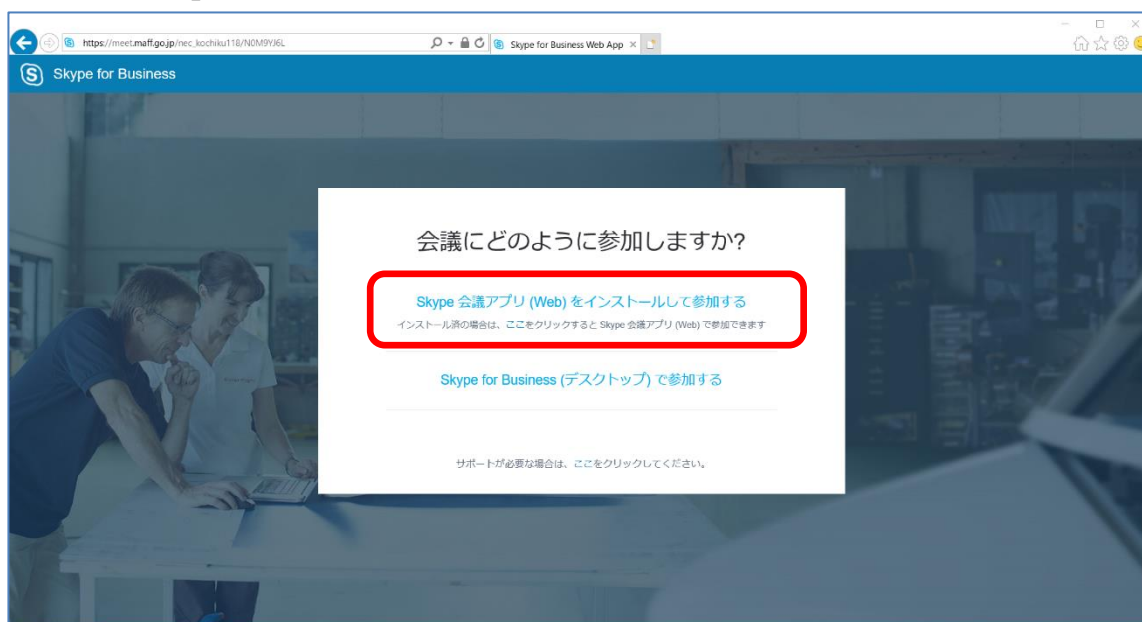 https://meet.maff.go.jp/nec_kochiku118/N0M9YJ6L
Skype for Business Web App
Skype for Business
会議にどのように参加しますか?
Skype 会議アプリ (Web) をインストールして参加する
インストール済の場合は、ここをクリックすると Skype 会議アプリ (Web) で参加できます
Skype for Business (デスクトップ) で参加する
サポートが必要な場合は、ここをクリックしてください。